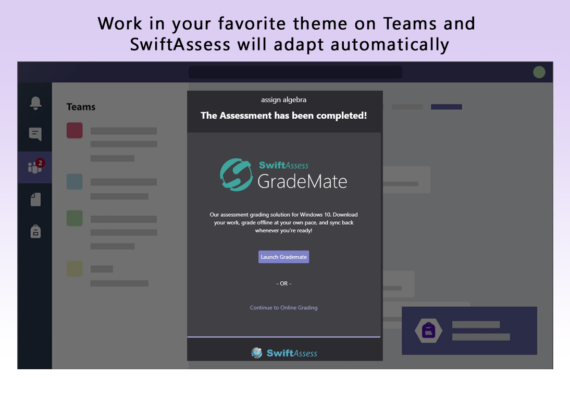 Work in your favorite theme on Teams and
SwiftAssess will adapt automatically
assign algebra
The Assessment has been completed!
Teams
2
SwiftAssess
GradeMate
Our assessment grading solution for Windows 10. Download
your work, grade offline at your own pace, and sync back
whenever you're ready!
Launch Grademate
- OR -
Continue to Online Grading
SwiftAssess